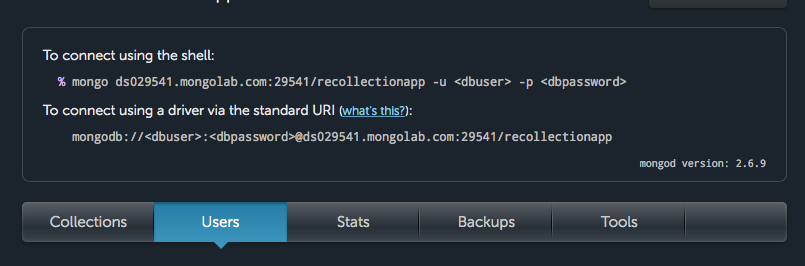 To connect using the shell:
% mongo ds029541.mongolab.com:29541/recollectionapp -u <dbuser> -p <dbpassword>
To connect using a driver via the standard URI (what's this?):
mongodb://<dbuser>:<dbpassword>@ds029541.mongolab.com:29541/recollectionapp
mongod version: 2.6.9
Collections Users Stats Backups Tools